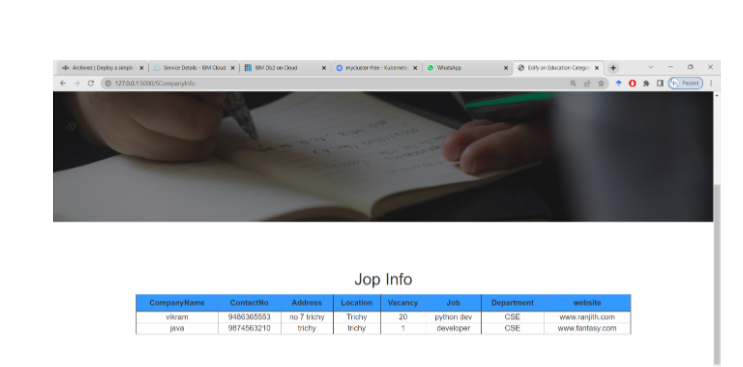 Archived | Deploy a simple
Service Details - IBM Cloud
IBM Db2 on Cloud
mycluster-free - Kubernetes
WhatsApp
Edify an Education Categor
127.0.0.1:5000/SCompanyInfo
Paused
Jop Info
CompanyName ContactNo Address Location Vacancy Job Department website
vikram 9486365553 no 7 trichy Trichy 20 python dev CSE www.ranjith.com
java 9874563210 trichy trichy 1 developer CSE www.fantasy.com